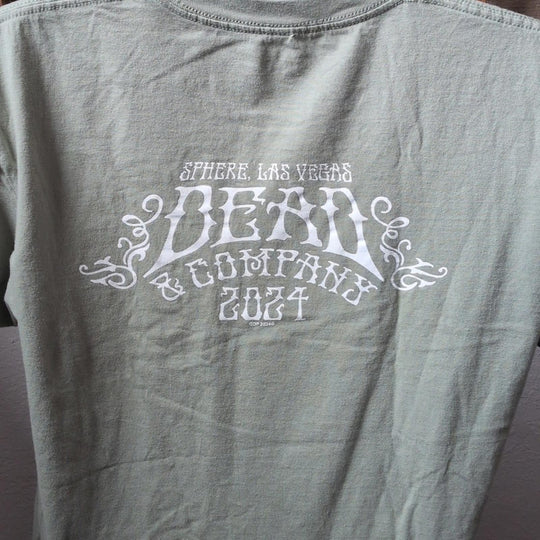 SPHERE, LAS VEGAS
DEAD
& COMPANY
2024